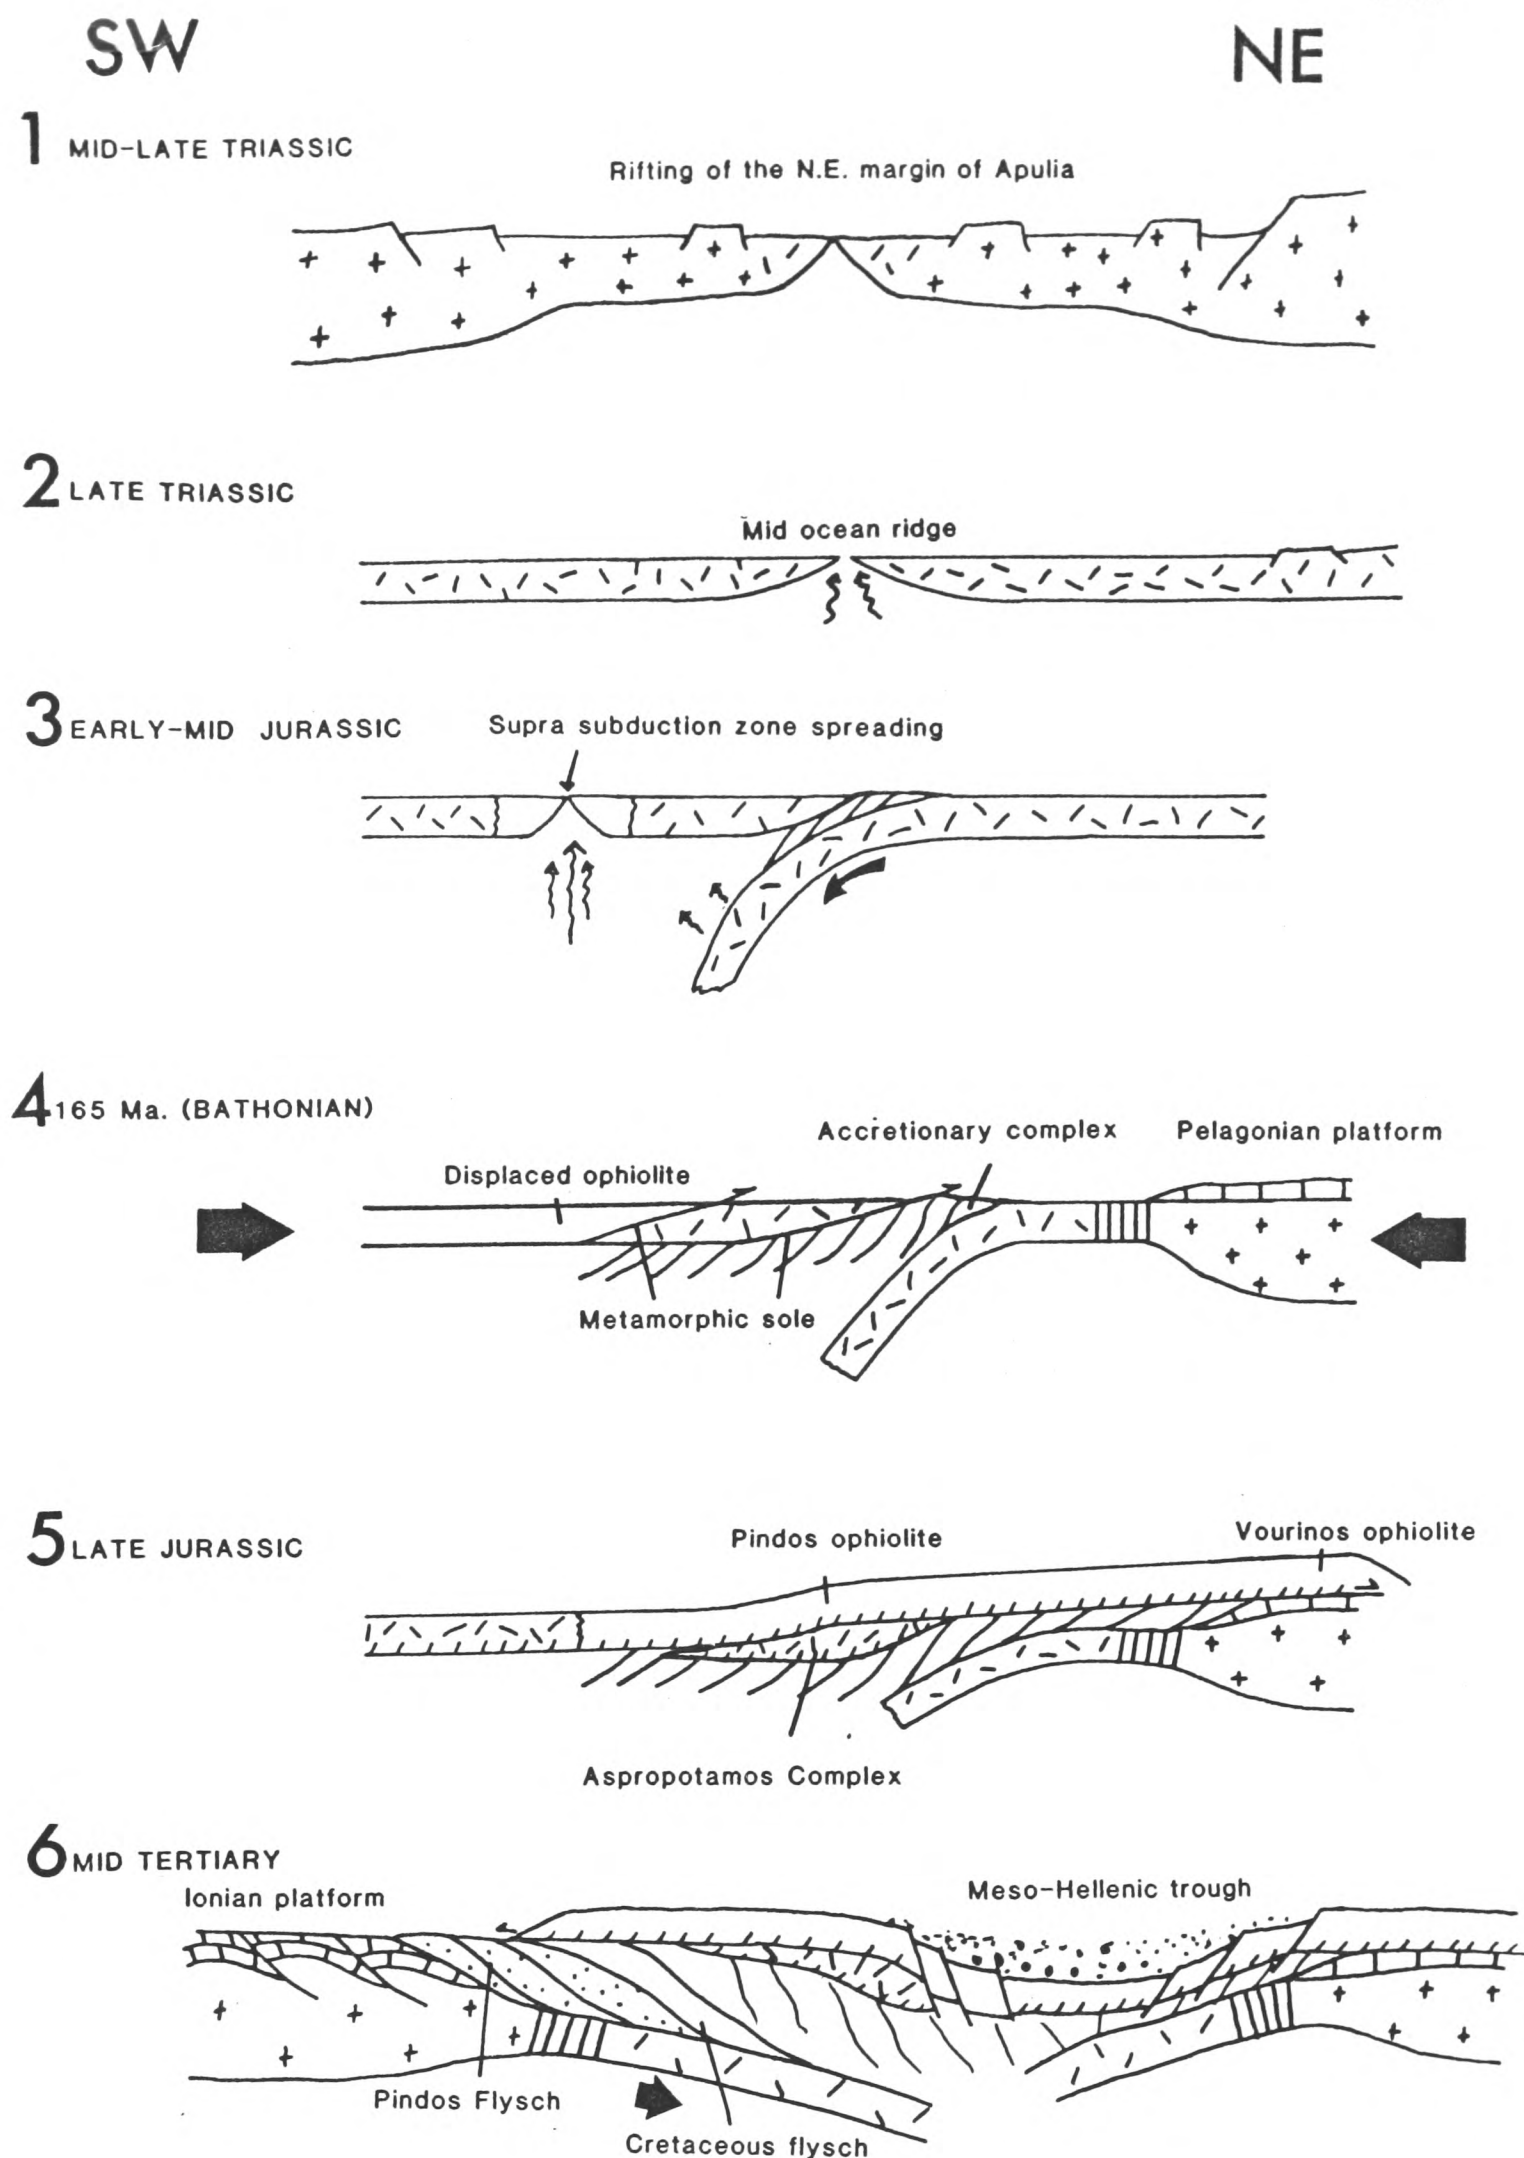 SW
NE
1 MID-LATE TRIASSIC
Rifting of the N.E. margin of Apulia
2 LATE TRIASSIC
Mid ocean ridge
3 EARLY-MID JURASSIC
Supra subduction zone spreading
4 165 Ma. (BATHONIAN)
Accretionary complex
Pelagonian platform
Displaced ophiolite
Metamorphic sole
5 LATE JURASSIC
Pindos ophiolite
Vourinos ophiolite
Aspropotamos Complex
6 MID TERTIARY
Ionian platform
Meso-Hellenic trough
Pindos Flysch
Cretaceous flysch